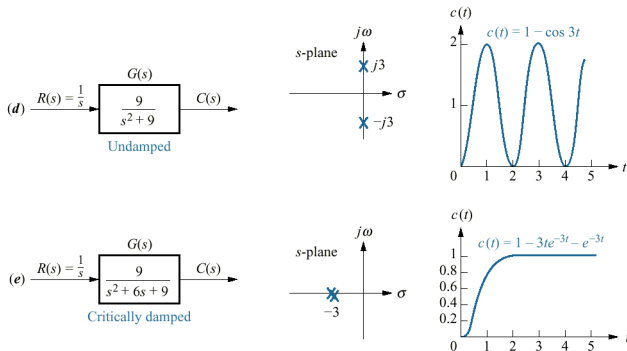 (d)
R(s) = 1/s
G(s)
9
s² + 9
C(s)
Undamped
s-plane
jω
j3
σ
−j3
c(t)
c(t) = 1 − cos 3t
2
1
0 1 2 3 4 5
t
(e)
R(s) = 1/s
G(s)
9
s² + 6s + 9
C(s)
Critically damped
s-plane
jω
σ
−3
c(t)
c(t) = 1 − 3te⁻³ᵗ − e⁻³ᵗ
1
0.8
0.6
0.4
0.2
0 1 2 3 4 5